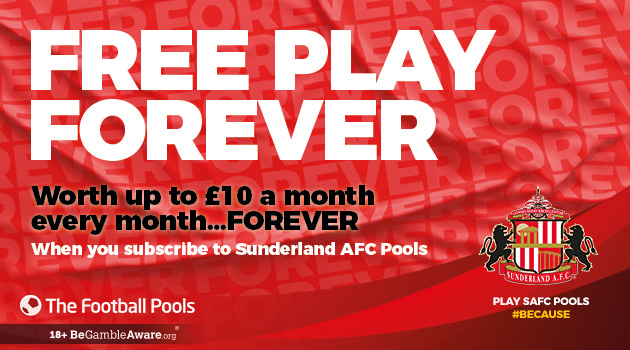 FREE PLAY
FOREVER
Worth up to £10 a month
every month...FOREVER
When you subscribe to Sunderland AFC Pools
SUNDERLAND A.F.C.
The Football Pools
PLAY SAFC POOLS
#BECAUSE
18+ BeGambleAware.org®